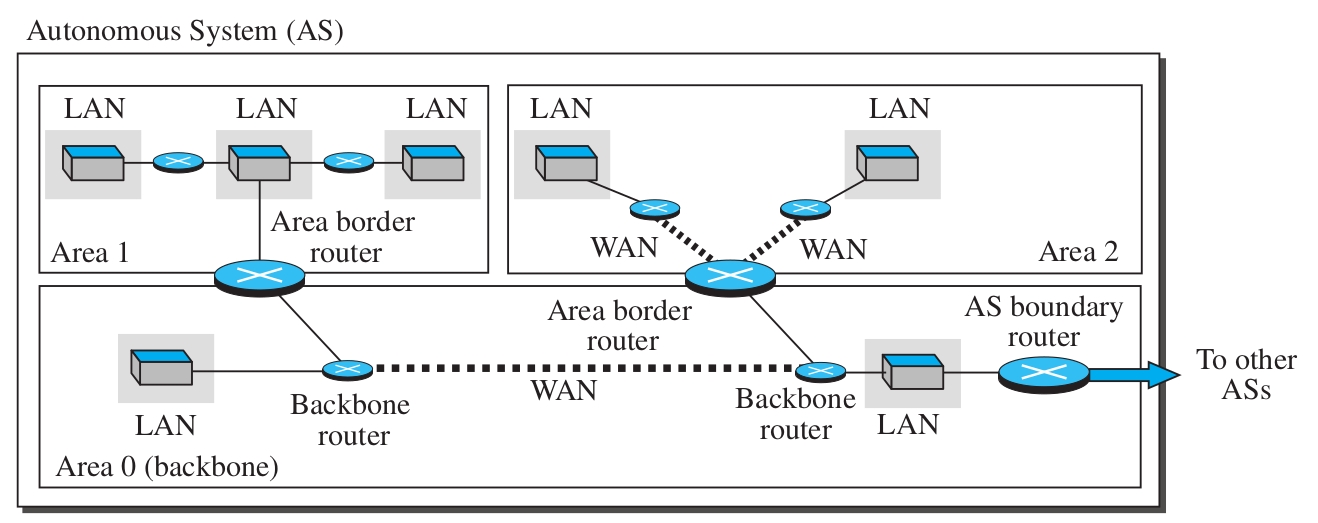 Autonomous System (AS)
LAN
LAN
LAN
Area border
router
Area 1
LAN
LAN
WAN
WAN
Area 2
Area border
router
AS boundary
router
To other
ASs
WAN
LAN
Backbone
router
Backbone
router
LAN
Area 0 (backbone)